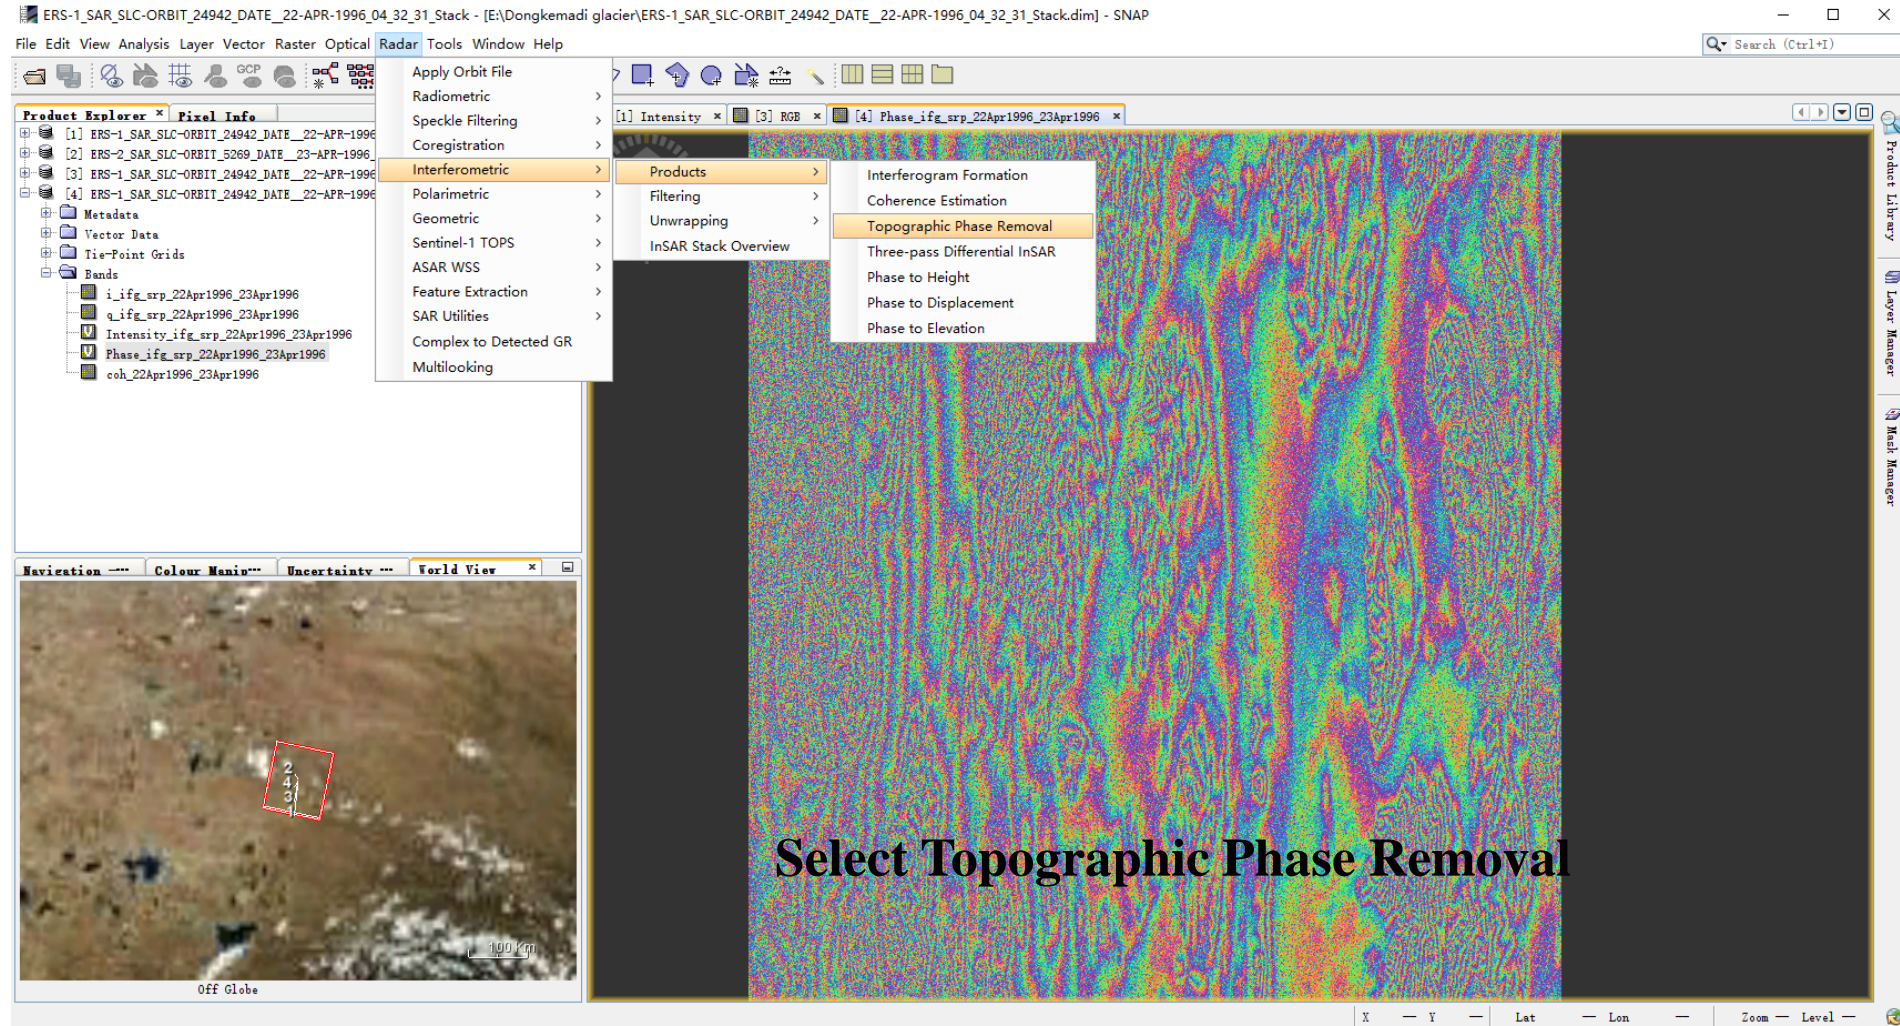 ERS-1_SAR_SLC-ORBIT_24942_DATE__22-APR-1996_04_32_31_Stack - [E:\Dongkemadi glacier\ERS-1_SAR_SLC-ORBIT_24942_DATE__22-APR-1996_04_32_31_Stack.dim] - SNAP
File Edit View Analysis Layer Vector Raster Optical Radar Tools Window Help
Search (Ctrl+I)
GCP
Product Explorer × Pixel Info
[1] ERS-1_SAR_SLC-ORBIT_24942_DATE__22-APR-1996
[2] ERS-2_SAR_SLC-ORBIT_5269_DATE__23-APR-1996_
[3] ERS-1_SAR_SLC-ORBIT_24942_DATE__22-APR-1996
[4] ERS-1_SAR_SLC-ORBIT_24942_DATE__22-APR-1996
Metadata
Vector Data
Tie-Point Grids
Bands
i_ifg_srp_22Apr1996_23Apr1996
q_ifg_srp_22Apr1996_23Apr1996
Intensity_ifg_srp_22Apr1996_23Apr1996
Phase_ifg_srp_22Apr1996_23Apr1996
coh_22Apr1996_23Apr1996
Apply Orbit File
Radiometric
Speckle Filtering
Coregistration
Interferometric
Polarimetric
Geometric
Sentinel-1 TOPS
ASAR WSS
Feature Extraction
SAR Utilities
Complex to Detected GR
Multilooking
Products
Filtering
Unwrapping
InSAR Stack Overview
Interferogram Formation
Coherence Estimation
Topographic Phase Removal
Three-pass Differential InSAR
Phase to Height
Phase to Displacement
Phase to Elevation
[1] Intensity × [3] RGB × [4] Phase_ifg_srp_22Apr1996_23Apr1996 ×
Product Library
Layer Manager
Mask Manager
Navigation —… Colour Manip… Uncertainty … World View ×
2
4
3
1
100 Km
Off Globe
Select Topographic Phase Removal
X — Y — Lat — Lon — Zoom — Level —